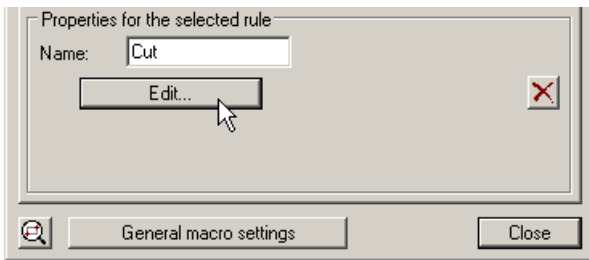 Properties for the selected rule
Name: Cut
Edit...
General macro settings Close